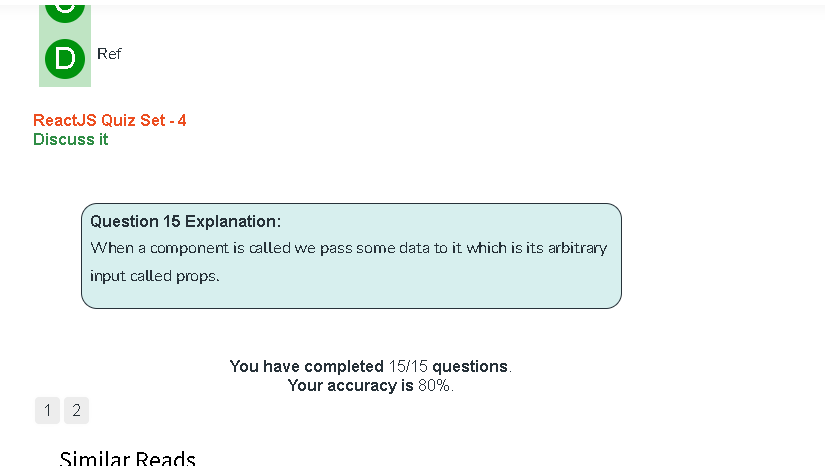 C
D Ref
ReactJS Quiz Set - 4
Discuss it
Question 15 Explanation:
When a component is called we pass some data to it which is its arbitrary
input called props.
You have completed 15/15 questions.
Your accuracy is 80%.
1 2
Similar Reads